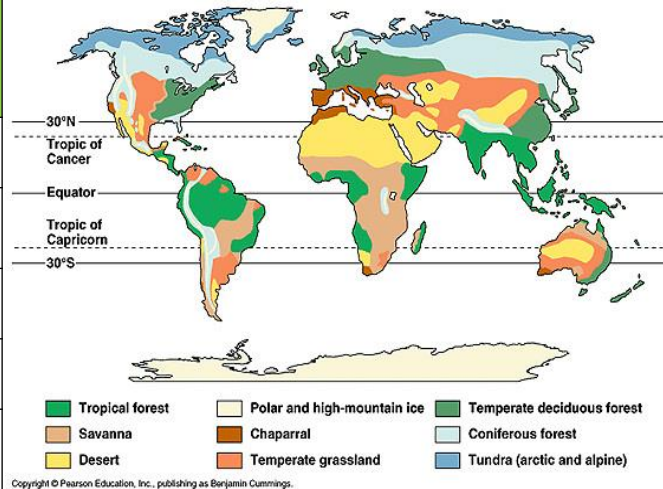 30°N
Tropic of
Cancer
Equator
Tropic of
Capricorn
30°S
Tropical forest
Savanna
Desert
Polar and high-mountain ice
Chaparral
Temperate grassland
Temperate deciduous forest
Coniferous forest
Tundra (arctic and alpine)
Copyright © Pearson Education, Inc., publishing as Benjamin Cummings.